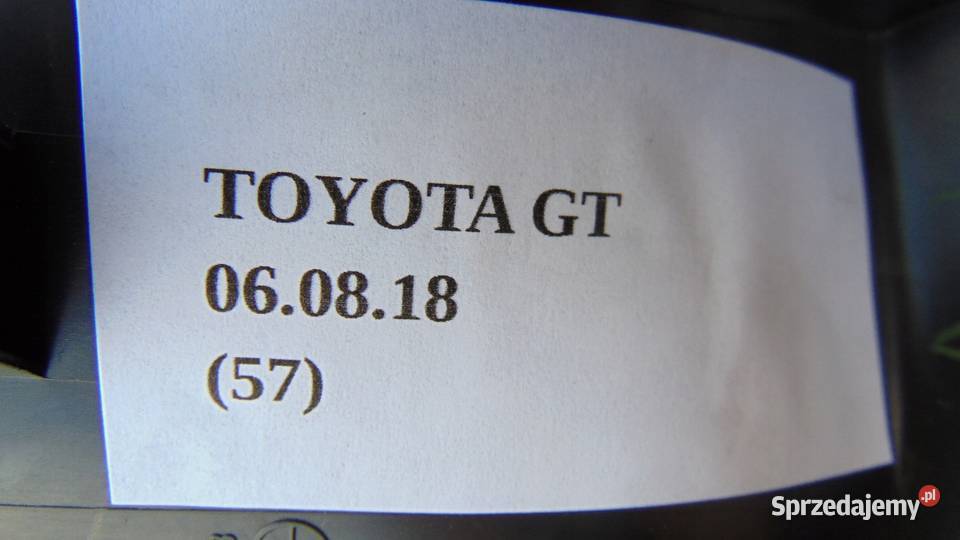 TOYOTA GT
06.08.18
(57)
Sprzedajemy.pl